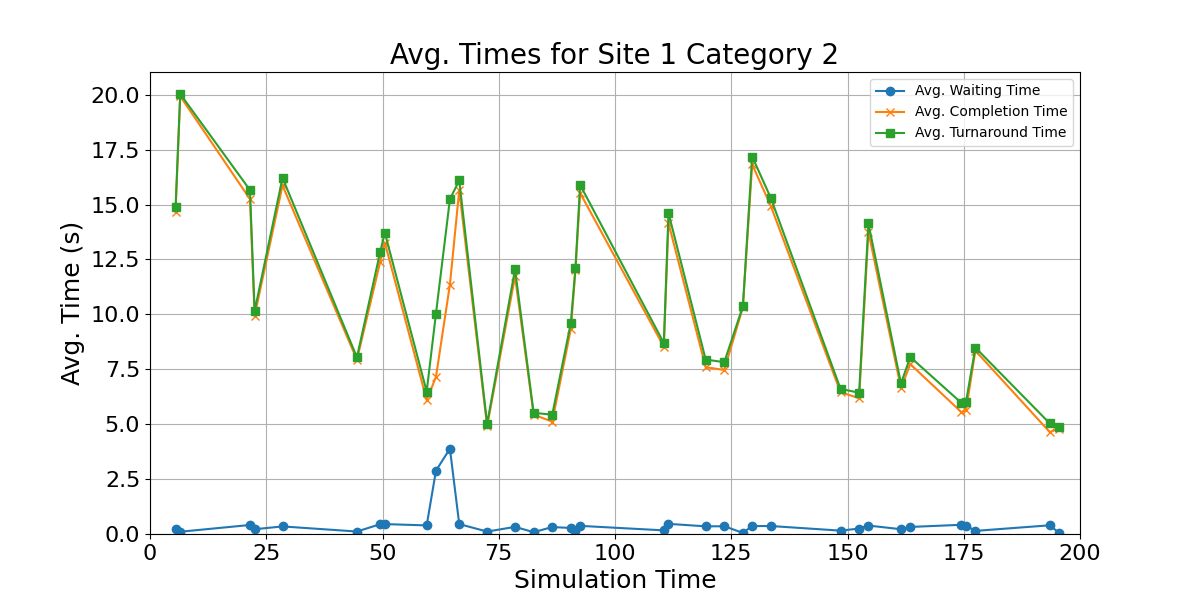 Avg. Times for Site 1 Category 2
Avg. Waiting Time
Avg. Completion Time
Avg. Turnaround Time
Avg. Time (s)
20.0
17.5
15.0
12.5
10.0
7.5
5.0
2.5
0.0
0 25 50 75 100 125 150 175 200
Simulation Time